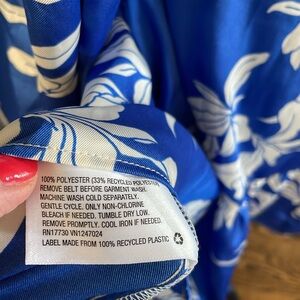 100% POLYESTER (33% RECYCLED POLYESTER)
REMOVE BELT BEFORE GARMENT WASH.
MACHINE WASH COLD SEPARATELY.
GENTLE CYCLE. ONLY NON-CHLORINE
BLEACH IF NEEDED. TUMBLE DRY LOW.
REMOVE PROMPTLY. COOL IRON IF NEEDED.
RN17730 VN1247024
LABEL MADE FROM 100% RECYCLED PLASTIC